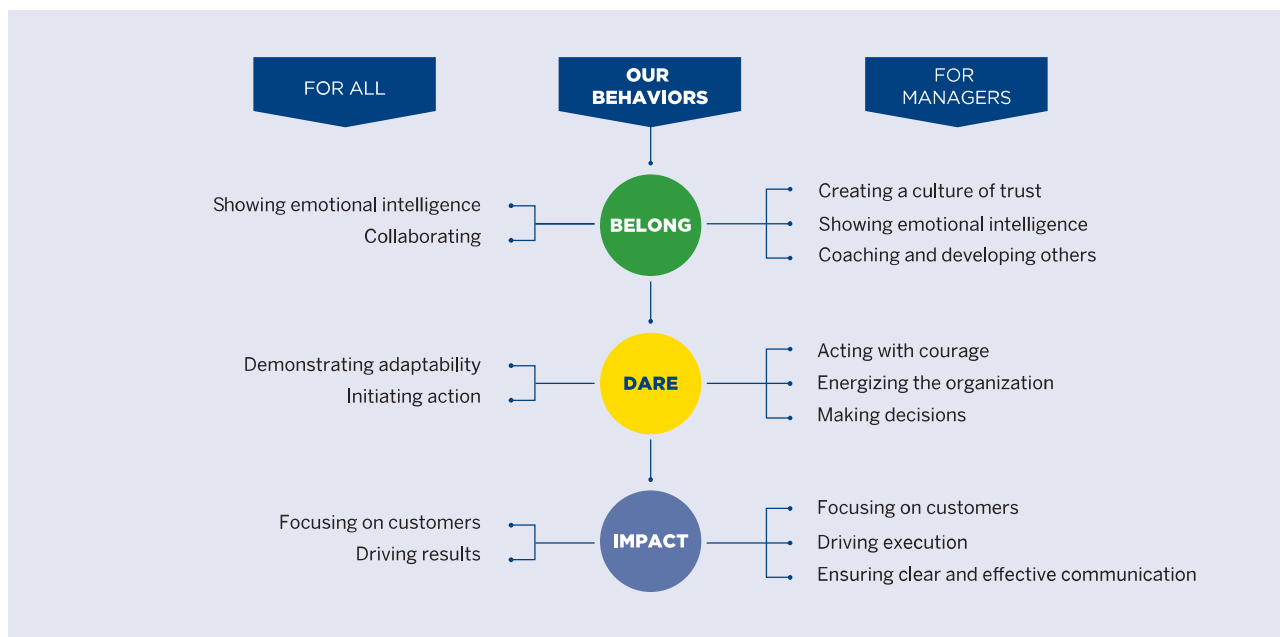 FOR ALL
OUR
BEHAVIORS
FOR
MANAGERS
Showing emotional intelligence
Collaborating
BELONG
Creating a culture of trust
Showing emotional intelligence
Coaching and developing others
Demonstrating adaptability
Initiating action
DARE
Acting with courage
Energizing the organization
Making decisions
Focusing on customers
Driving results
IMPACT
Focusing on customers
Driving execution
Ensuring clear and effective communication